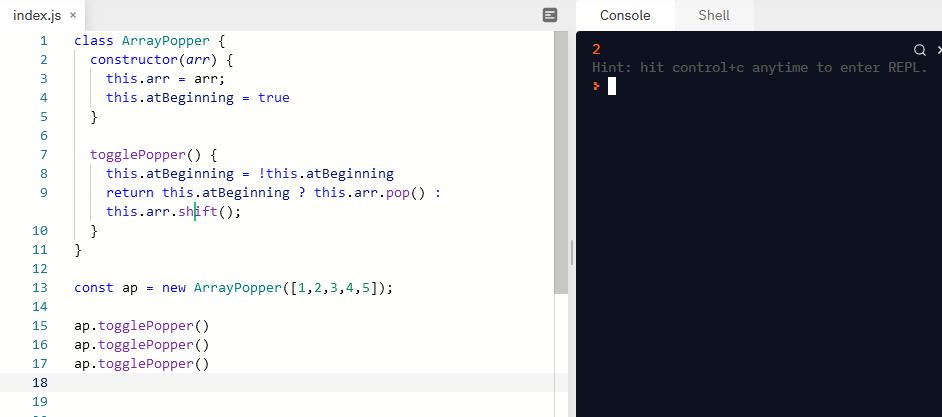 index.js ×
Console
Shell
1 class ArrayPopper {
2 constructor(arr) {
3 this.arr = arr;
4 this.atBeginning = true
5 }
6
7 togglePopper() {
8 this.atBeginning = !this.atBeginning
9 return this.atBeginning ? this.arr.pop() :
this.arr.shift();
10 }
11 }
12
13 const ap = new ArrayPopper([1,2,3,4,5]);
14
15 ap.togglePopper()
16 ap.togglePopper()
17 ap.togglePopper()
18
19
2
Hint: hit control+c anytime to enter REPL.